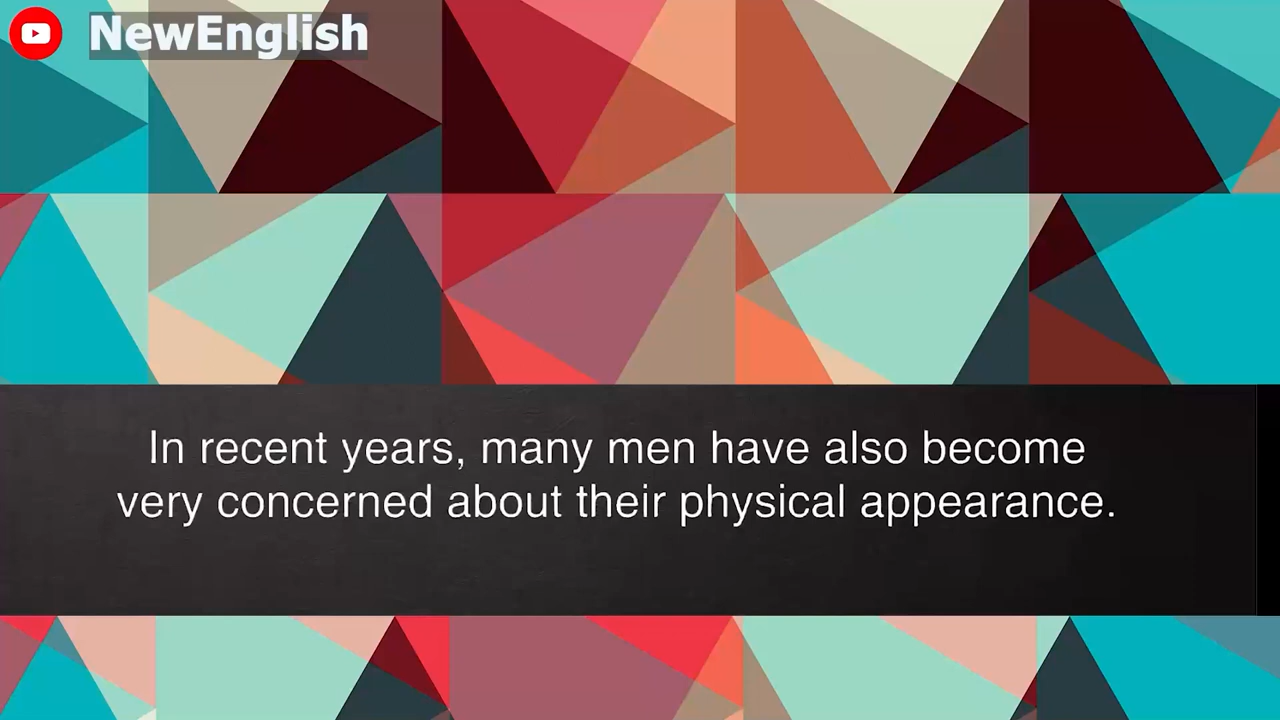 NewEnglish
In recent years, many men have also become
very concerned about their physical appearance.